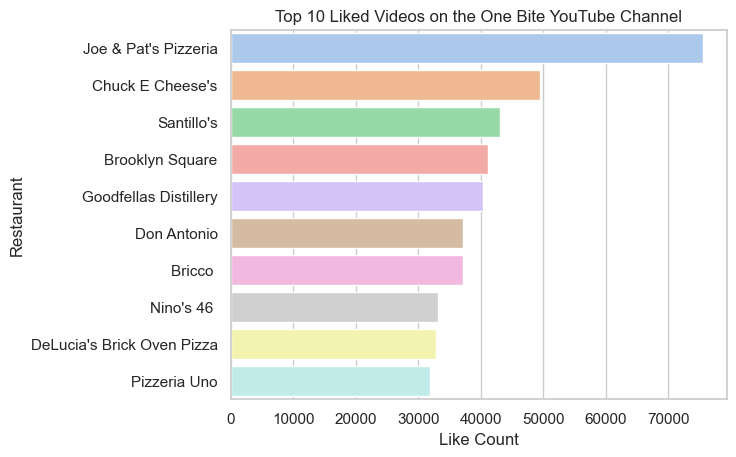 Top 10 Liked Videos on the One Bite YouTube Channel
Restaurant
Joe & Pat's Pizzeria
Chuck E Cheese's
Santillo's
Brooklyn Square
Goodfellas Distillery
Don Antonio
Bricco
Nino's 46
DeLucia's Brick Oven Pizza
Pizzeria Uno
0 10000 20000 30000 40000 50000 60000 70000
Like Count